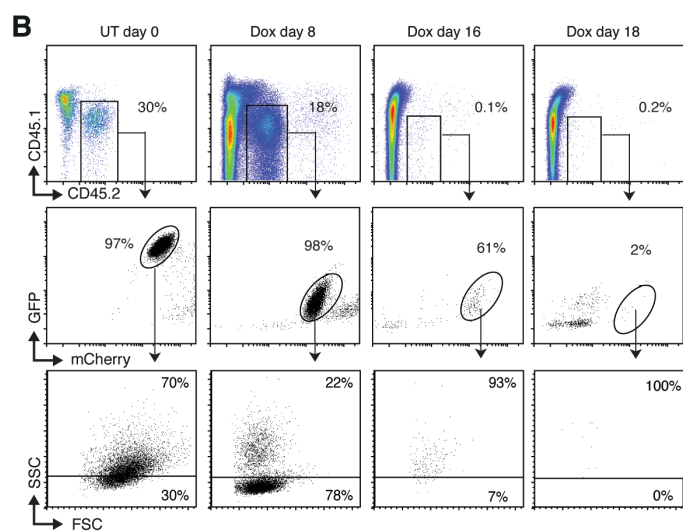 B
UT day 0
Dox day 8
Dox day 16
Dox day 18
CD45.1
30%
18%
0.1%
0.2%
CD45.2
GFP
97%
98%
61%
2%
mCherry
SSC
70%
22%
93%
100%
30%
78%
7%
0%
FSC